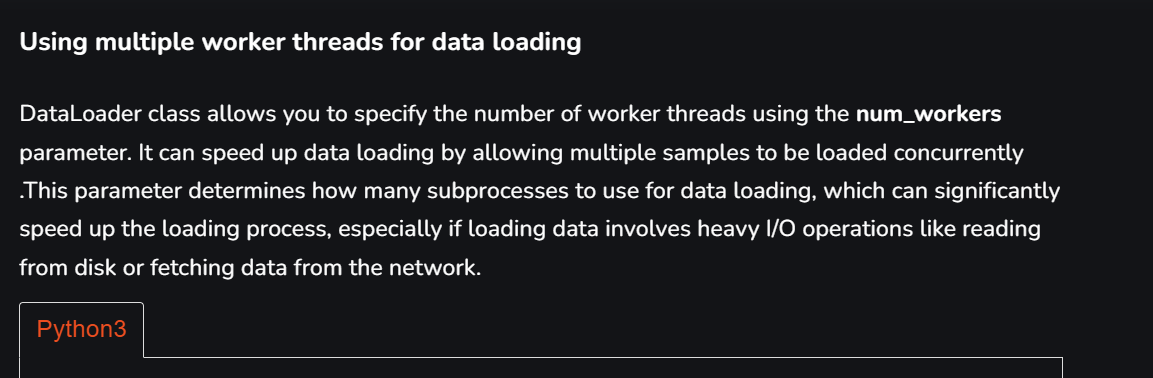 Using multiple worker threads for data loading
DataLoader class allows you to specify the number of worker threads using the num_workers
parameter. It can speed up data loading by allowing multiple samples to be loaded concurrently
.This parameter determines how many subprocesses to use for data loading, which can significantly
speed up the loading process, especially if loading data involves heavy I/O operations like reading
from disk or fetching data from the network.
Python3